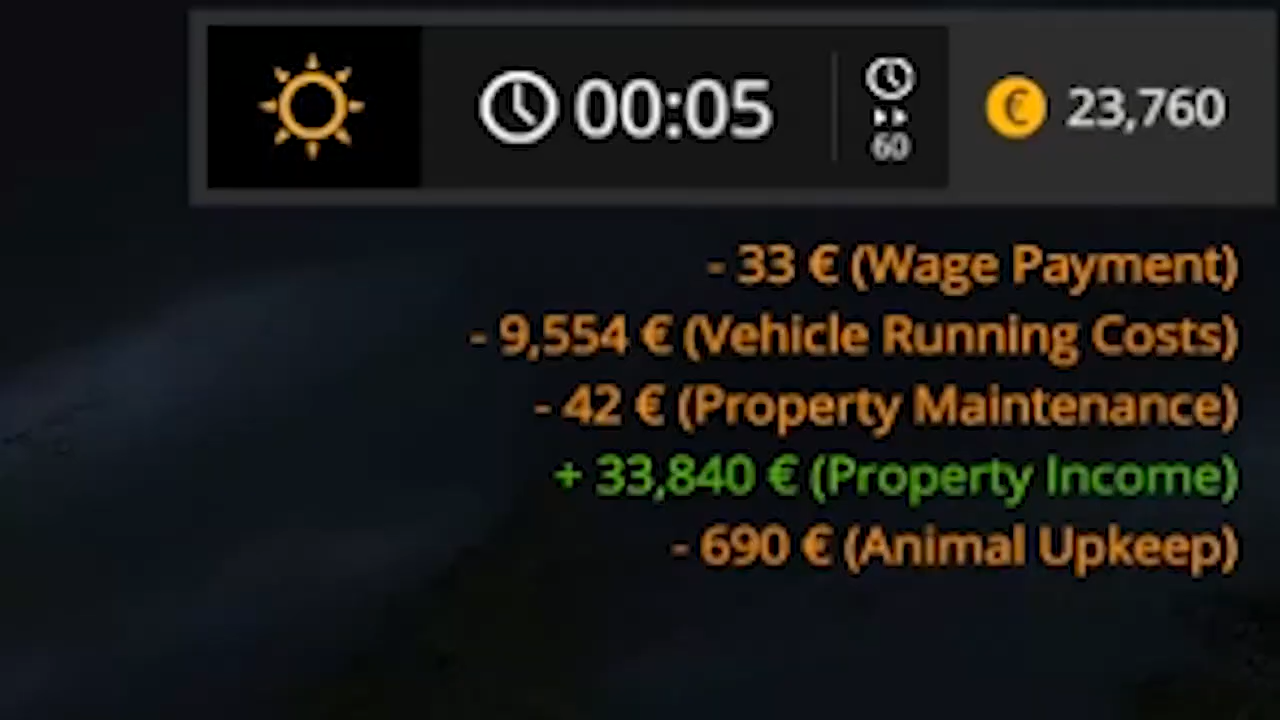 00:05
60
€ 23,760
- 33 € (Wage Payment)
- 9,554 € (Vehicle Running Costs)
- 42 € (Property Maintenance)
+ 33,840 € (Property Income)
- 690 € (Animal Upkeep)